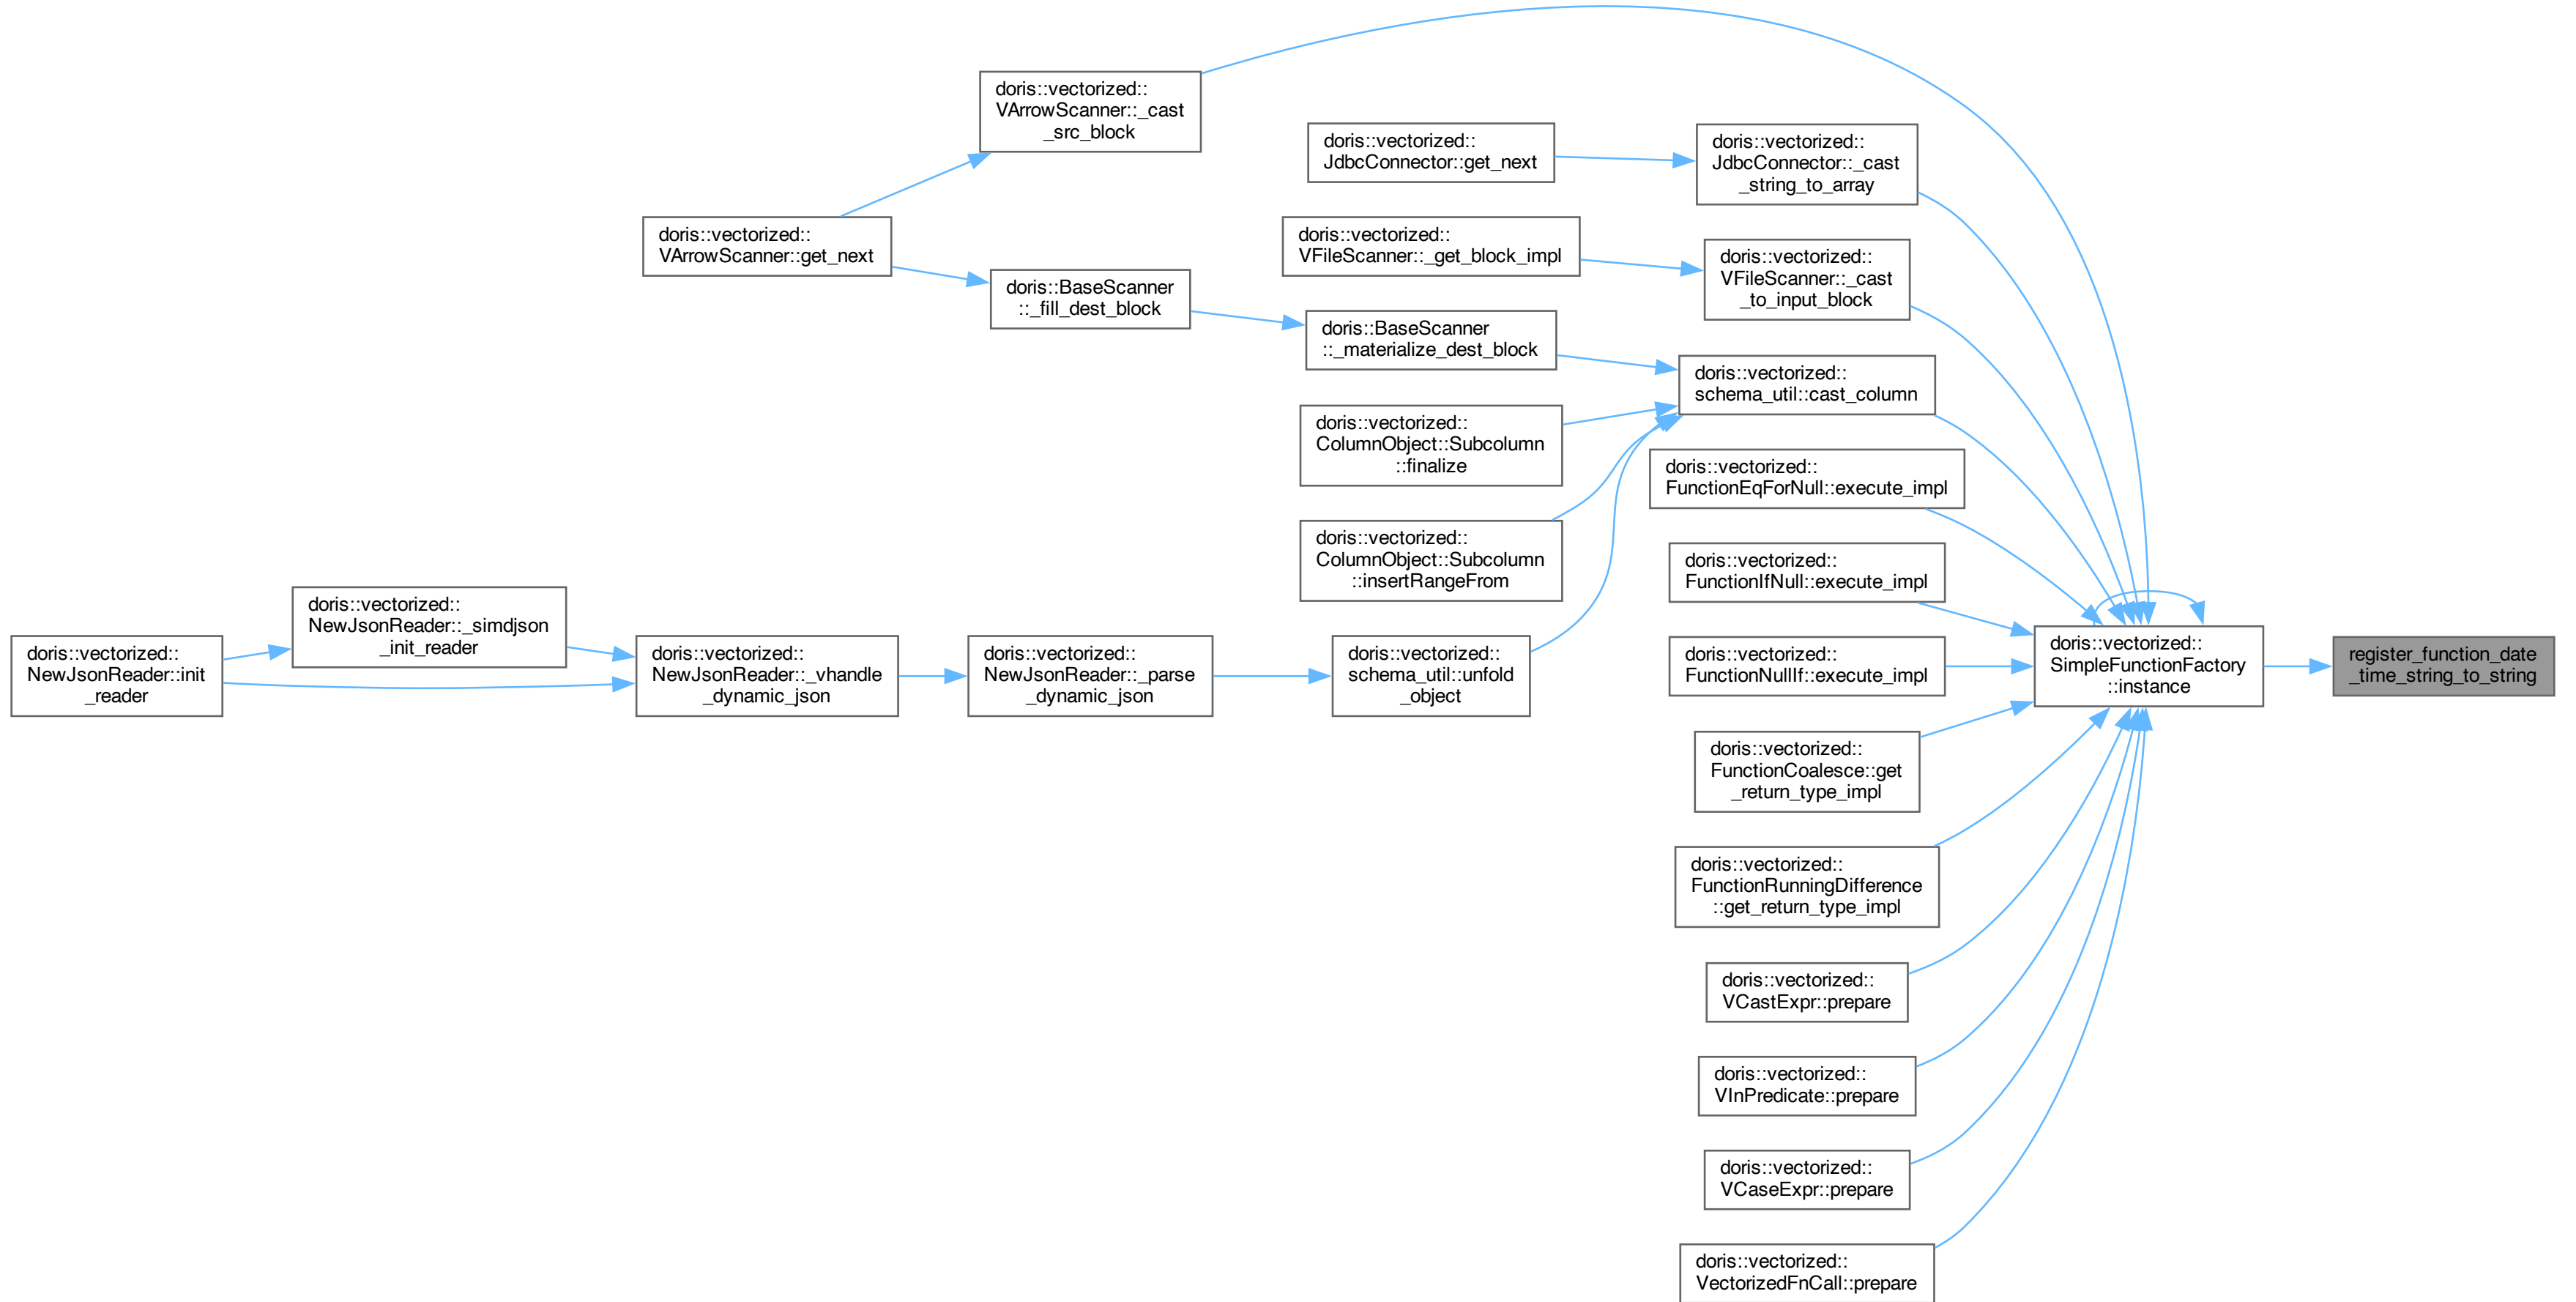 doris::vectorized::
VArrowScanner::_cast
_src_block
doris::vectorized::
JdbcConnector::get_next
doris::vectorized::
JdbcConnector::_cast
_string_to_array
doris::vectorized::
VArrowScanner::get_next
doris::vectorized::
VFileScanner::_get_block_impl
doris::vectorized::
VFileScanner::_cast
_to_input_block
doris::BaseScanner
::_fill_dest_block
doris::BaseScanner
::_materialize_dest_block
doris::vectorized::
schema_util::cast_column
doris::vectorized::
ColumnObject::Subcolumn
::finalize
doris::vectorized::
FunctionEqForNull::execute_impl
doris::vectorized::
ColumnObject::Subcolumn
::insertRangeFrom
doris::vectorized::
FunctionIfNull::execute_impl
doris::vectorized::
NewJsonReader::init
_reader
doris::vectorized::
NewJsonReader::_simdjson
_init_reader
doris::vectorized::
NewJsonReader::_vhandle
_dynamic_json
doris::vectorized::
NewJsonReader::_parse
_dynamic_json
doris::vectorized::
schema_util::unfold
_object
doris::vectorized::
FunctionNullIf::execute_impl
doris::vectorized::
SimpleFunctionFactory
::instance
register_function_date
_time_string_to_string
doris::vectorized::
FunctionCoalesce::get
_return_type_impl
doris::vectorized::
FunctionRunningDifference
::get_return_type_impl
doris::vectorized::
VCastExpr::prepare
doris::vectorized::
VInPredicate::prepare
doris::vectorized::
VCaseExpr::prepare
doris::vectorized::
VectorizedFnCall::prepare